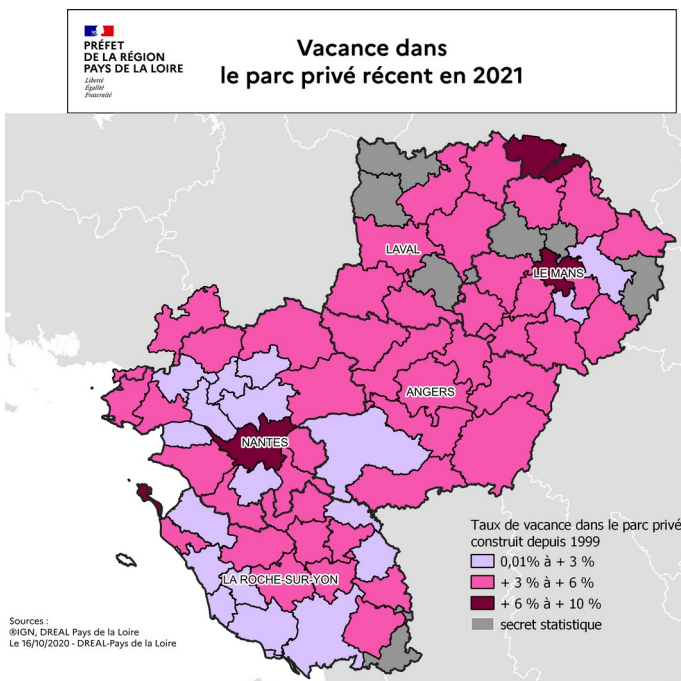 PRÉFET
DE LA RÉGION
PAYS DE LA LOIRE
Liberté
Égalité
Fraternité
Vacance dans
le parc privé récent en 2021
LAVAL
LE MANS
ANGERS
NANTES
LA ROCHE-SUR-YON
Taux de vacance dans le parc privé
construit depuis 1999
0,01% à + 3 %
+ 3 % à + 6 %
+ 6 % à + 10 %
secret statistique
Sources :
®IGN, DREAL Pays de la Loire
Le 16/10/2020 - DREAL-Pays de la Loire